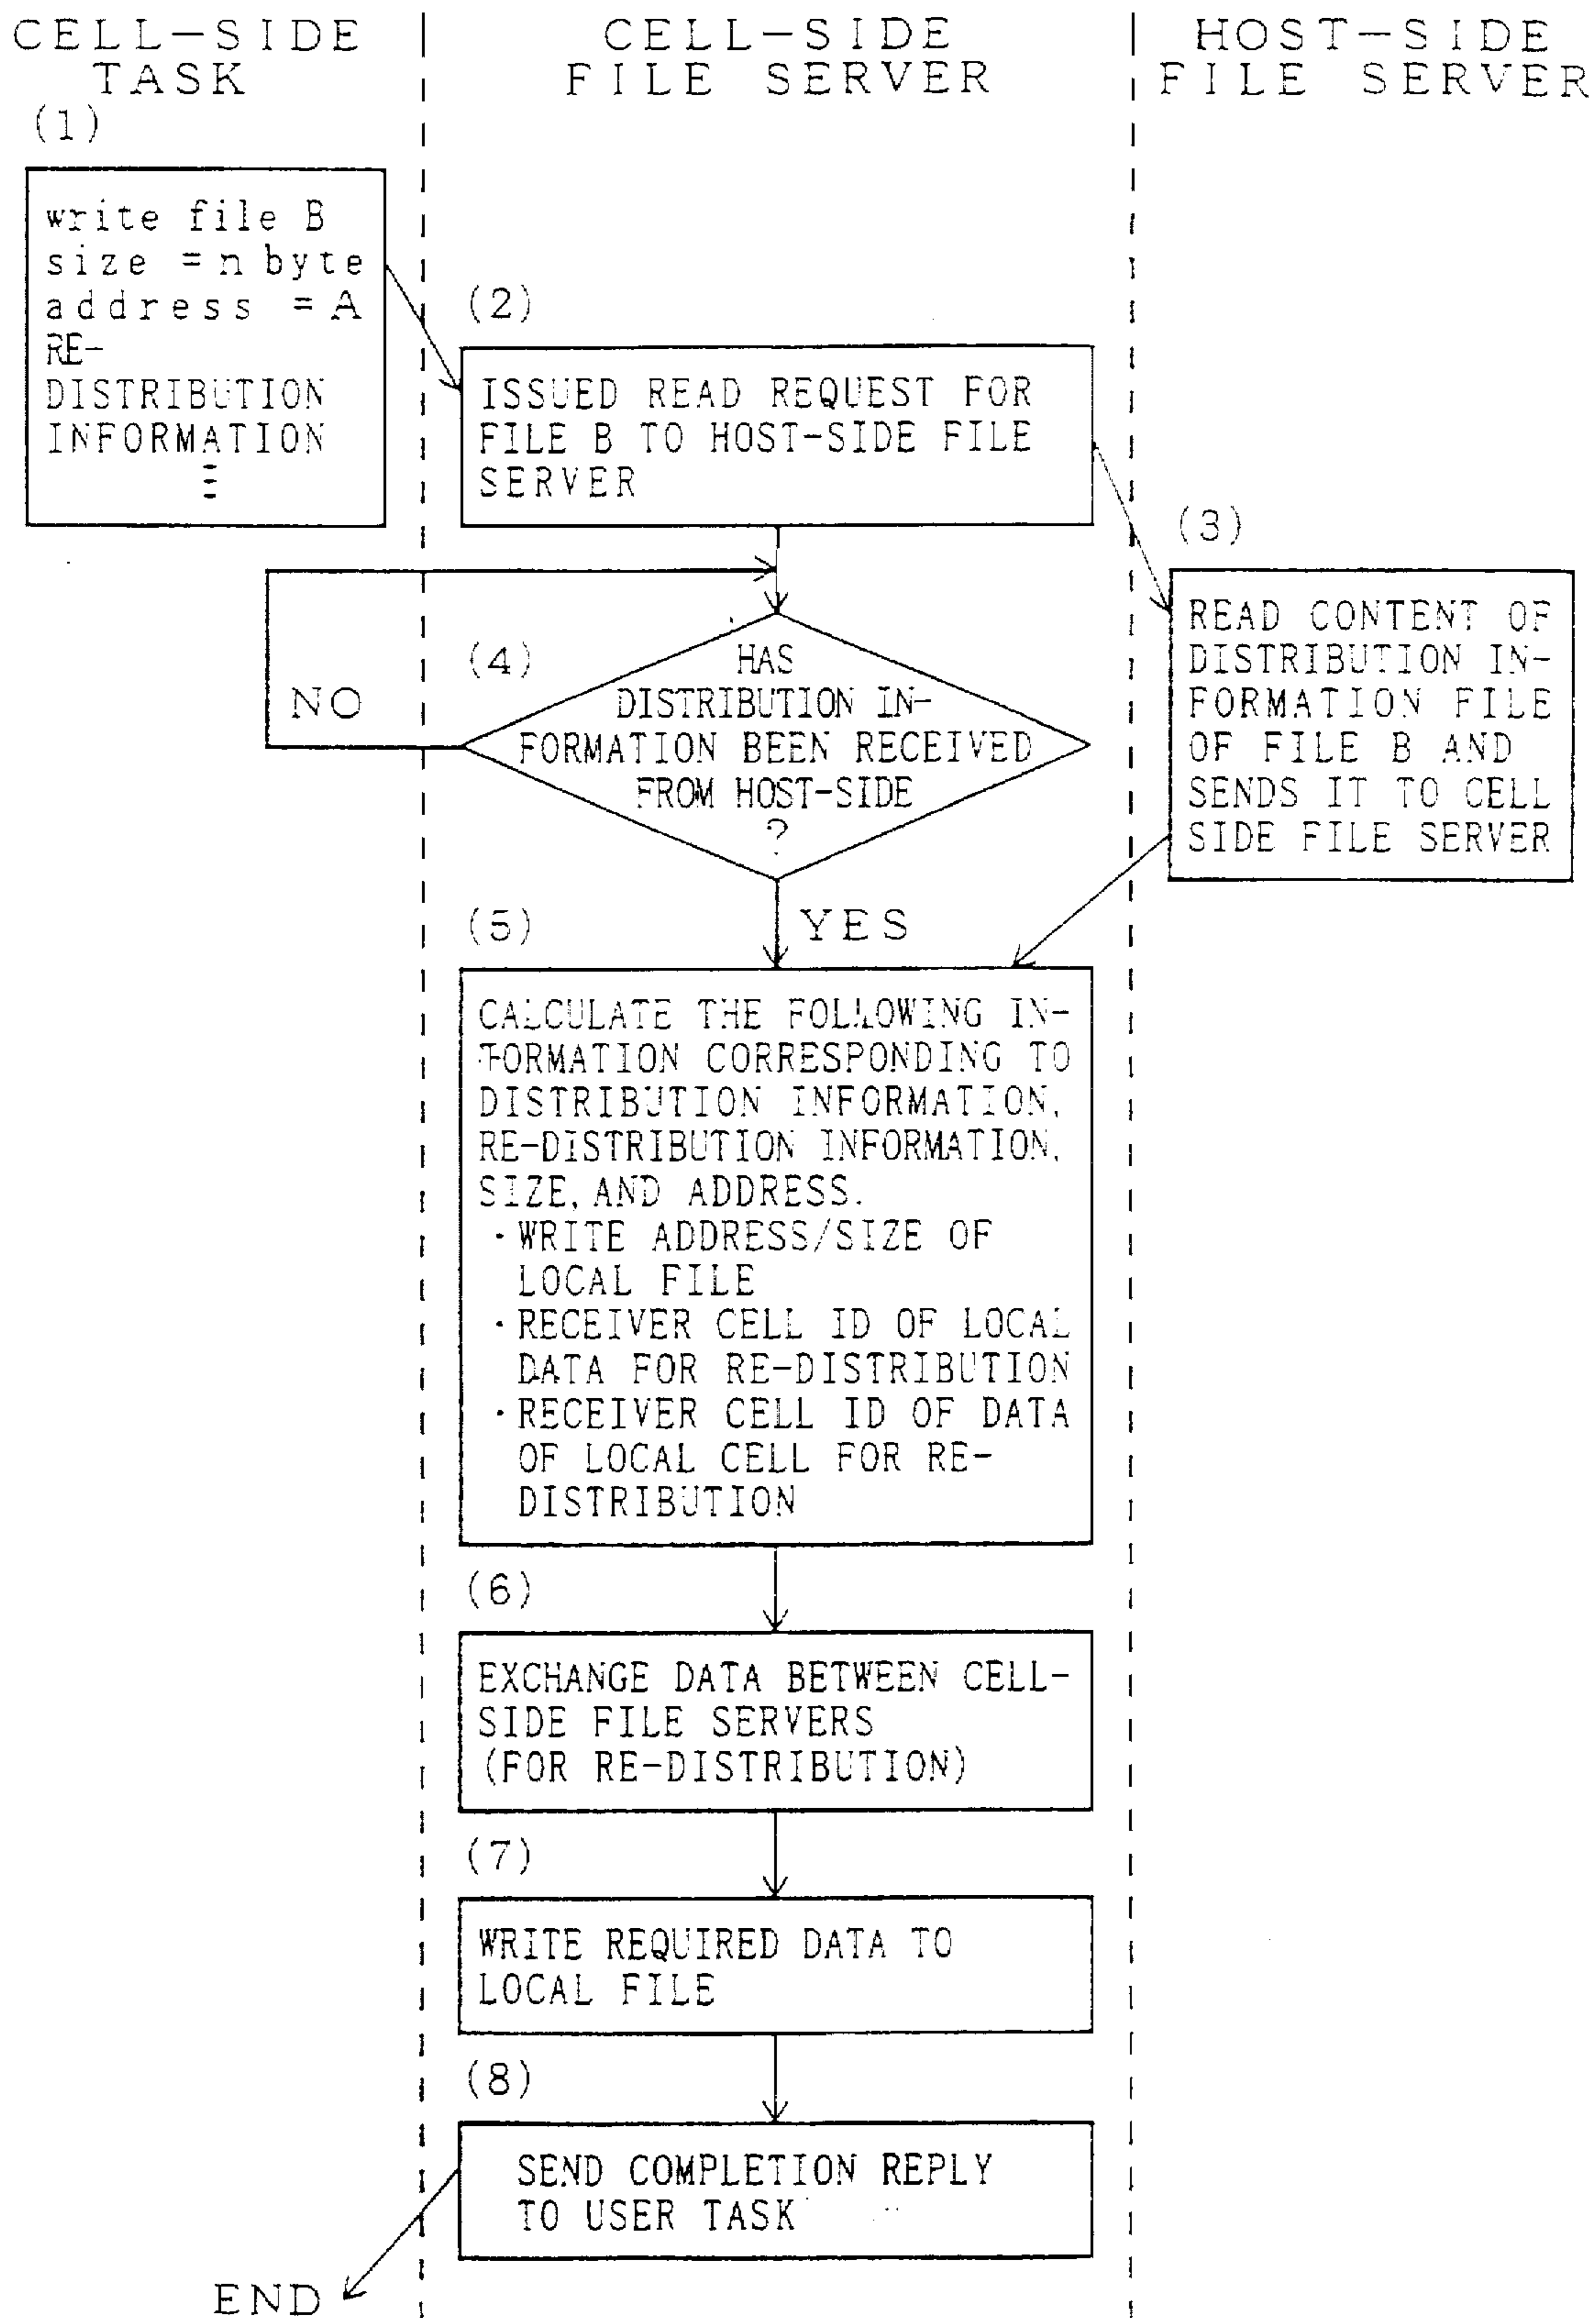 CELL-SIDE
TASK
CELL-SIDE
FILE SERVER
HOST-SIDE
FILE SERVER
(1)
write file B
size = n byte
address = A
RE-
DISTRIBUTION
INFORMATION
(2)
ISSUED READ REQUEST FOR
FILE B TO HOST-SIDE FILE
SERVER
(3)
READ CONTENT OF
DISTRIBUTION IN-
FORMATION FILE
OF FILE B AND
SENDS IT TO CELL
SIDE FILE SERVER
(4)
HAS
DISTRIBUTION IN-
FORMATION BEEN RECEIVED
FROM HOST-SIDE
?
NO
YES
(5)
CALCULATE THE FOLLOWING IN-
FORMATION CORRESPONDING TO
DISTRIBUTION INFORMATION,
RE-DISTRIBUTION INFORMATION,
SIZE, AND ADDRESS.
・WRITE ADDRESS/SIZE OF
LOCAL FILE
・RECEIVER CELL ID OF LOCAL
DATA FOR RE-DISTRIBUTION
・RECEIVER CELL ID OF DATA
OF LOCAL CELL FOR RE-
DISTRIBUTION
(6)
EXCHANGE DATA BETWEEN CELL-
SIDE FILE SERVERS
(FOR RE-DISTRIBUTION)
(7)
WRITE REQUIRED DATA TO
LOCAL FILE
(8)
SEND COMPLETION REPLY
TO USER TASK
END